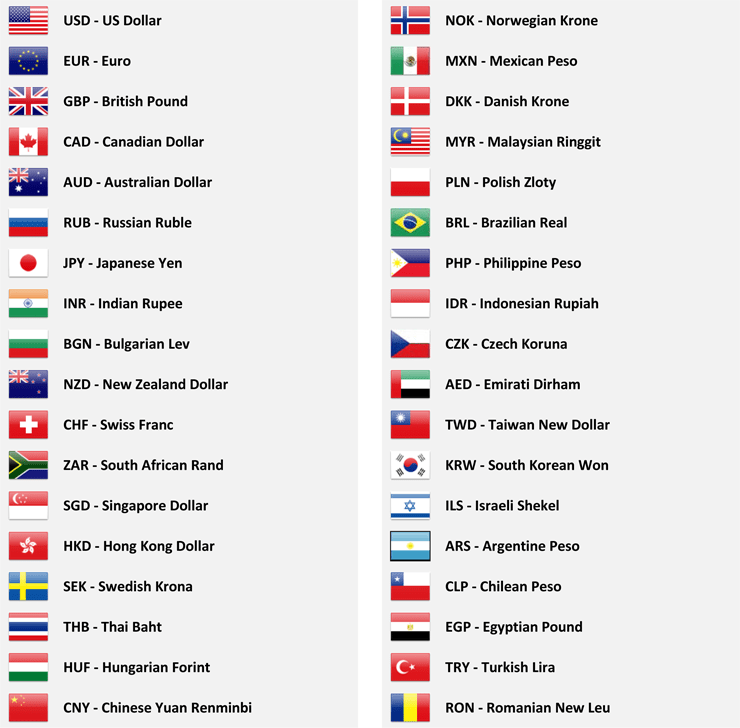 USD - US Dollar
EUR - Euro
GBP - British Pound
CAD - Canadian Dollar
AUD - Australian Dollar
RUB - Russian Ruble
JPY - Japanese Yen
INR - Indian Rupee
BGN - Bulgarian Lev
NZD - New Zealand Dollar
CHF - Swiss Franc
ZAR - South African Rand
SGD - Singapore Dollar
HKD - Hong Kong Dollar
SEK - Swedish Krona
THB - Thai Baht
HUF - Hungarian Forint
CNY - Chinese Yuan Renminbi
NOK - Norwegian Krone
MXN - Mexican Peso
DKK - Danish Krone
MYR - Malaysian Ringgit
PLN - Polish Zloty
BRL - Brazilian Real
PHP - Philippine Peso
IDR - Indonesian Rupiah
CZK - Czech Koruna
AED - Emirati Dirham
TWD - Taiwan New Dollar
KRW - South Korean Won
ILS - Israeli Shekel
ARS - Argentine Peso
CLP - Chilean Peso
EGP - Egyptian Pound
TRY - Turkish Lira
RON - Romanian New Leu